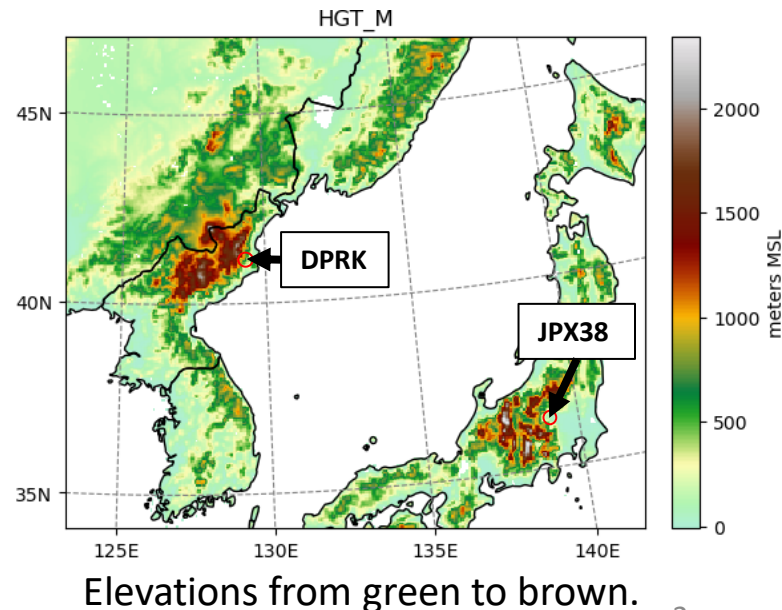 HGT_M
45N
40N
35N
125E
130E
135E
140E
DPRK
JPX38
2000
1500
1000
500
0
meters MSL
Elevations from green to brown.